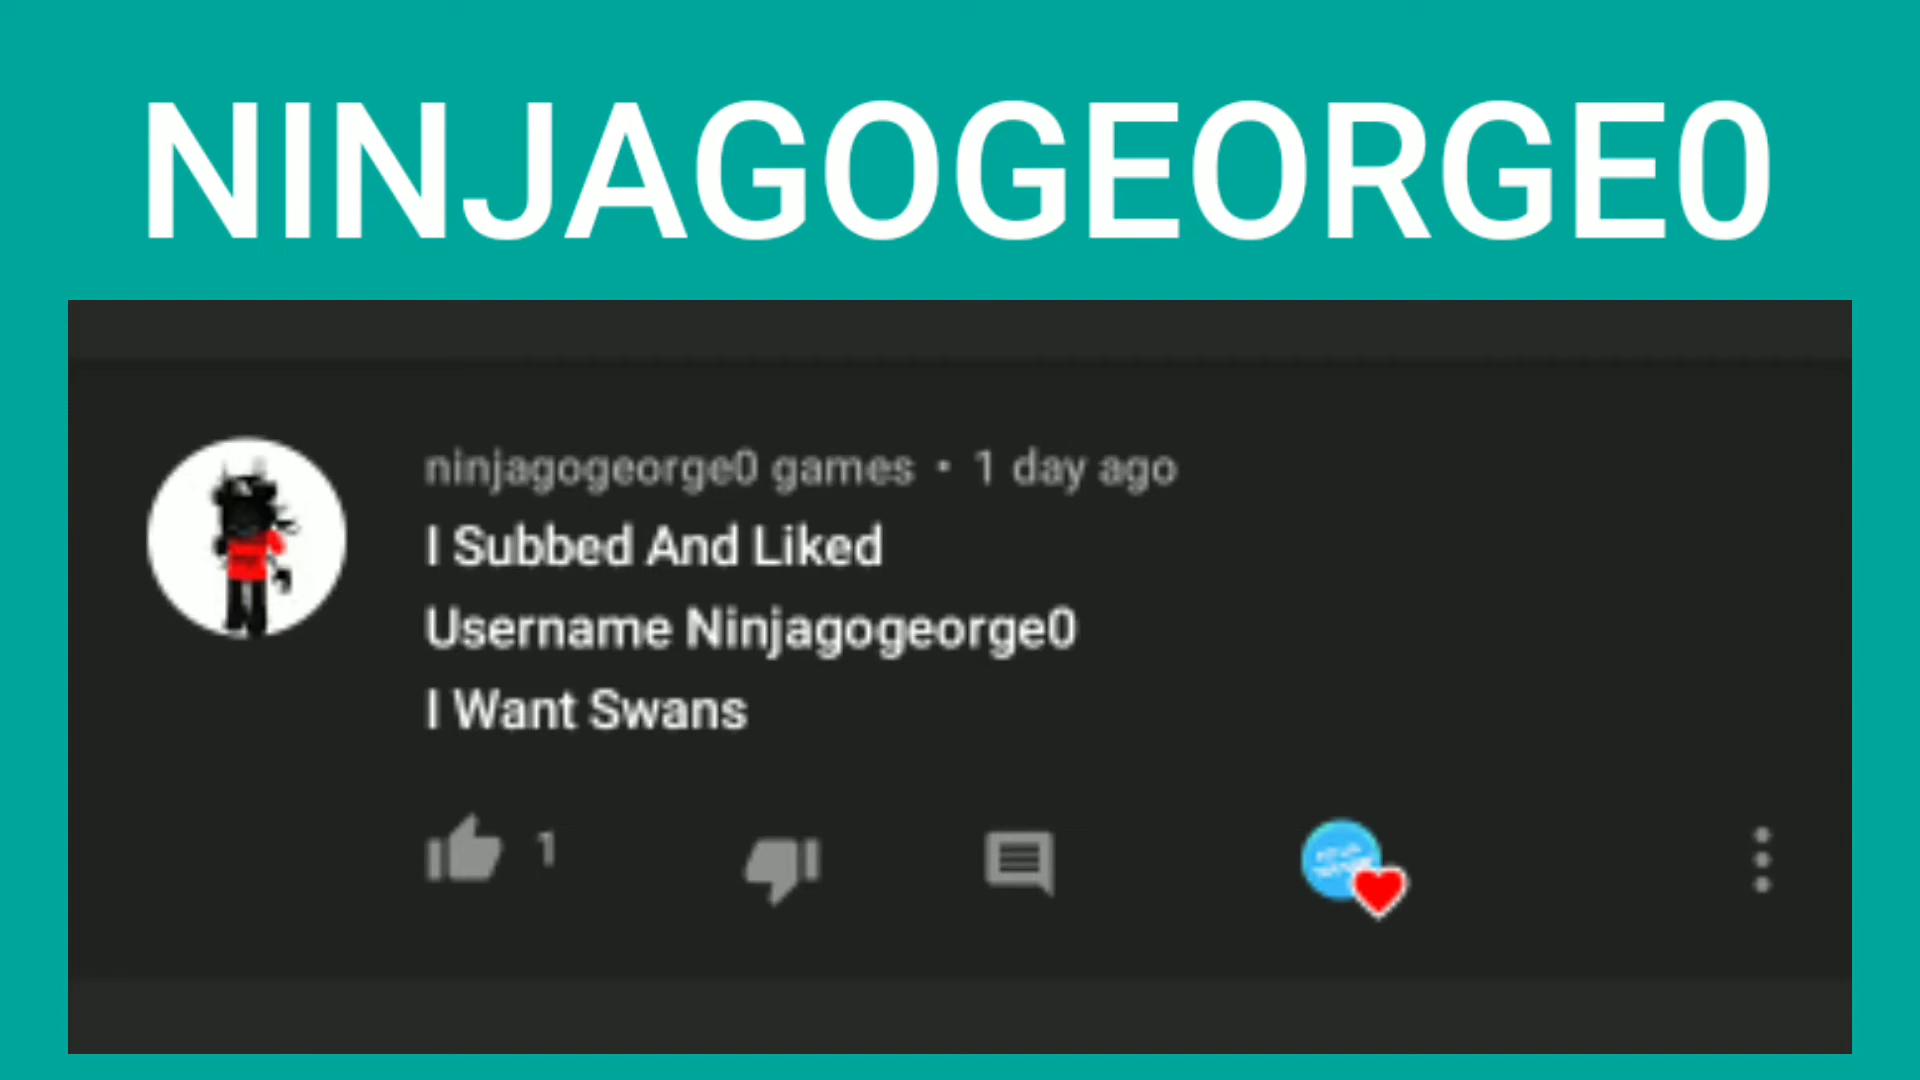 NINJAGOGEORGE0
ninjagogeorge0 games • 1 day ago
I Subbed And Liked
Username Ninjagogeorge0
I Want Swans
1